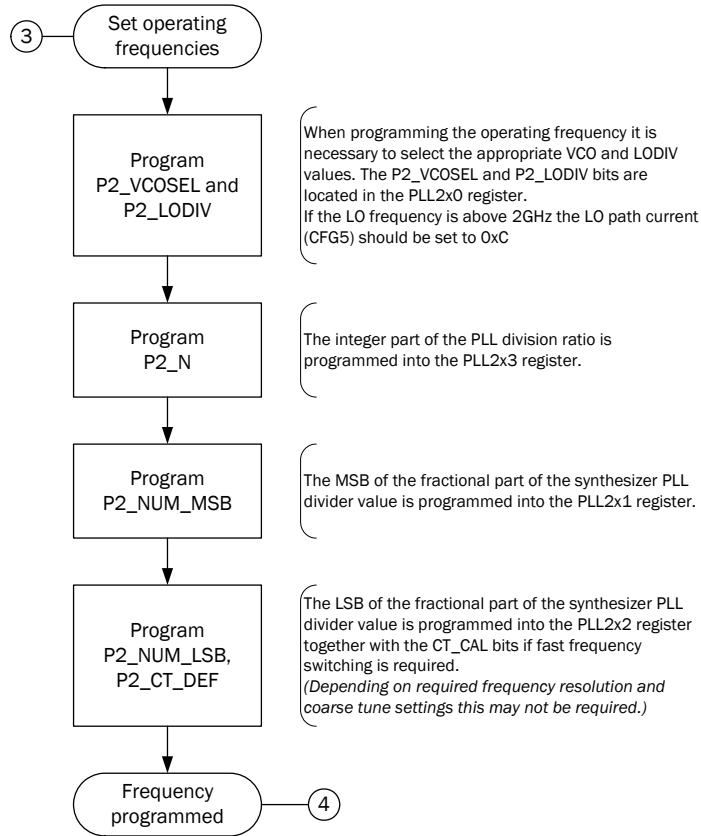 3
Set operating
frequencies
Program
P2_VCOSEL and
P2_LODIV
When programming the operating frequency it is
necessary to select the appropriate VCO and LODIV
values. The P2_VCOSEL and P2_LODIV bits are
located in the PLL2x0 register.
If the LO frequency is above 2GHz the LO path current
(CFG5) should be set to 0xC
Program
P2_N
The integer part of the PLL division ratio is
programmed into the PLL2x3 register.
Program
P2_NUM_MSB
The MSB of the fractional part of the synthesizer PLL
divider value is programmed into the PLL2x1 register.
Program
P2_NUM_LSB,
P2_CT_DEF
The LSB of the fractional part of the synthesizer PLL
divider value is programmed into the PLL2x2 register
together with the CT_CAL bits if fast frequency
switching is required.
(Depending on required frequency resolution and
coarse tune settings this may not be required.)
Frequency
programmed
4